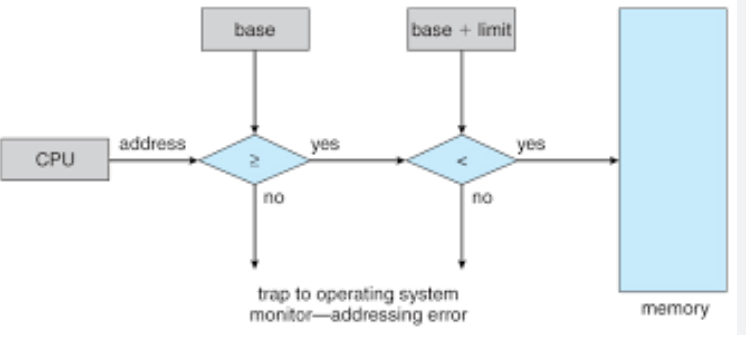 base
base + limit
address
yes
yes
CPU
≥
<
no
no
trap to operating system
monitor—addressing error
memory